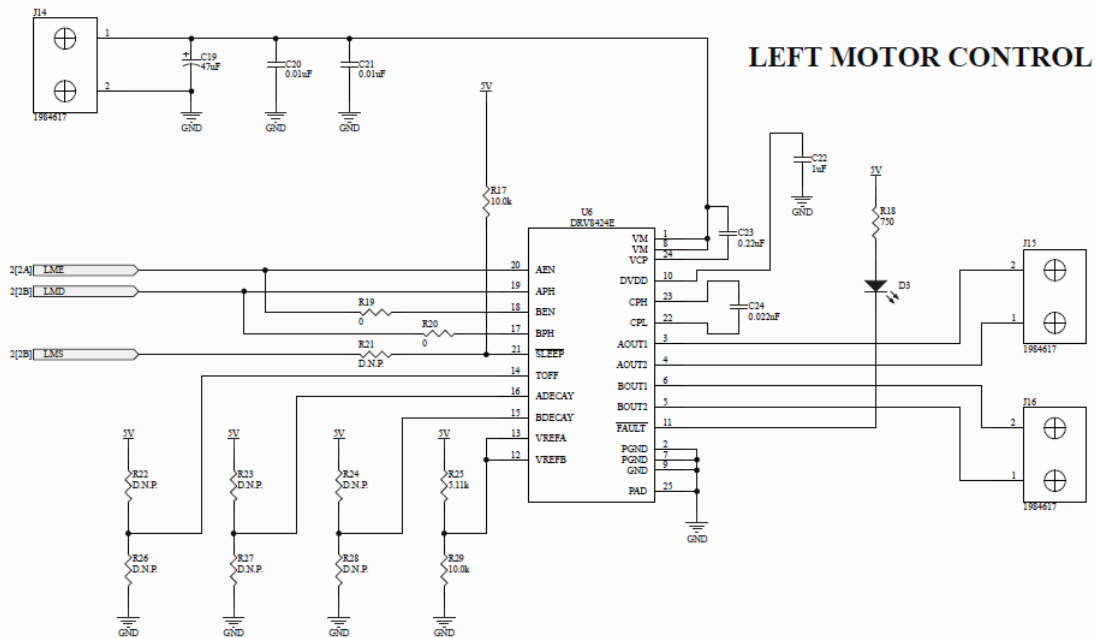 J14
1
2
1984617
C19
47uF
C20
0.01uF
C21
0.01uF
GND
GND
GND
LEFT MOTOR CONTROL
5V
R17
10.0k
C22
1uF
GND
5V
R18
750
D3
U6
DRV8424E
C23
0.22uF
C24
0.022uF
2[2A] LME
2[2B] LMD
2[2B] LMS
R19
0
R20
0
R21
D.N.P.
20 AEN
19 APH
18 BEN
17 BPH
21 SLEEP
14 TOFF
16 ADECAY
15 BDECAY
13 VREFA
12 VREFB
VM 1
VM 8
VCP 24
DVDD 10
CPH 23
CPL 22
AOUT1 3
AOUT2 4
BOUT1 6
BOUT2 5
FAULT 11
PGND 2
PGND 7
GND 9
PAD 25
GND
J15
2
1
1984617
J16
2
1
1984617
5V
5V
5V
5V
R22
D.N.P.
R23
D.N.P.
R24
D.N.P.
R25
5.11k
R26
D.N.P.
R27
D.N.P.
R28
D.N.P.
R29
10.0k
GND
GND
GND
GND